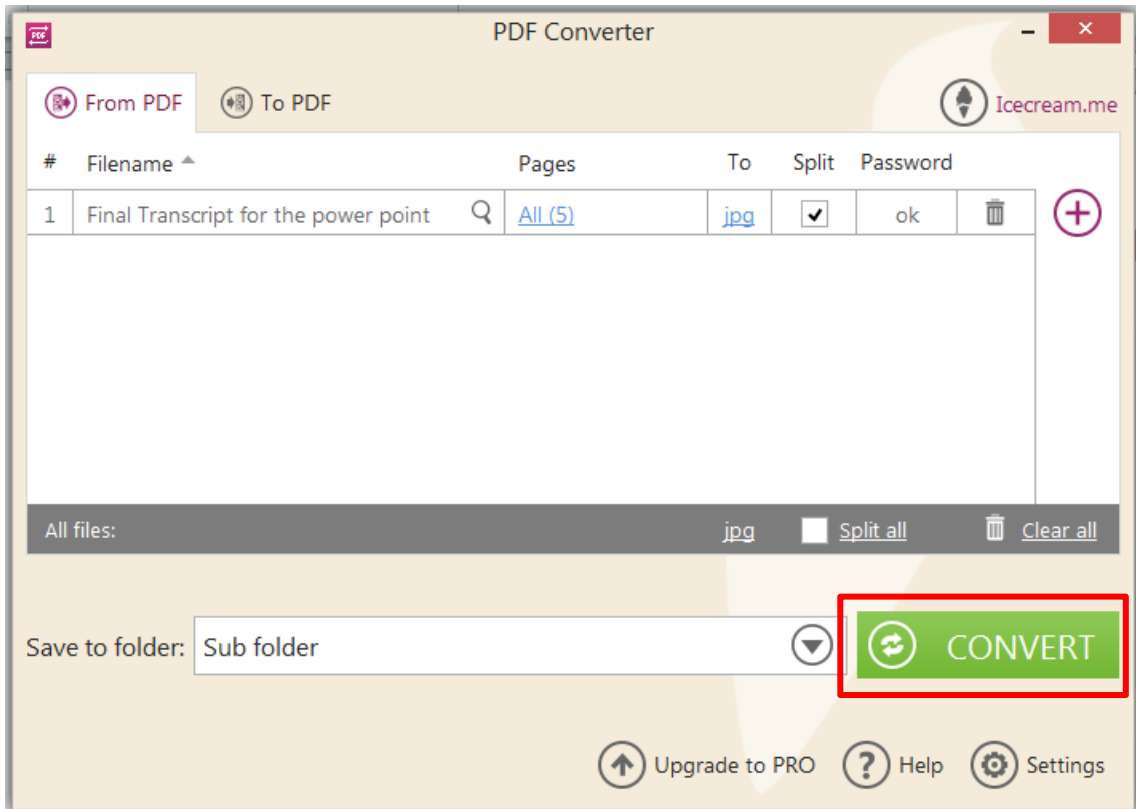 PDF Converter
PDF
From PDF To PDF Icecream.me
# Filename Pages To Split Password
1 Final Transcript for the power point All (5) jpg ok
All files: jpg Split all Clear all
Save to folder: Sub folder CONVERT
Upgrade to PRO ? Help Settings